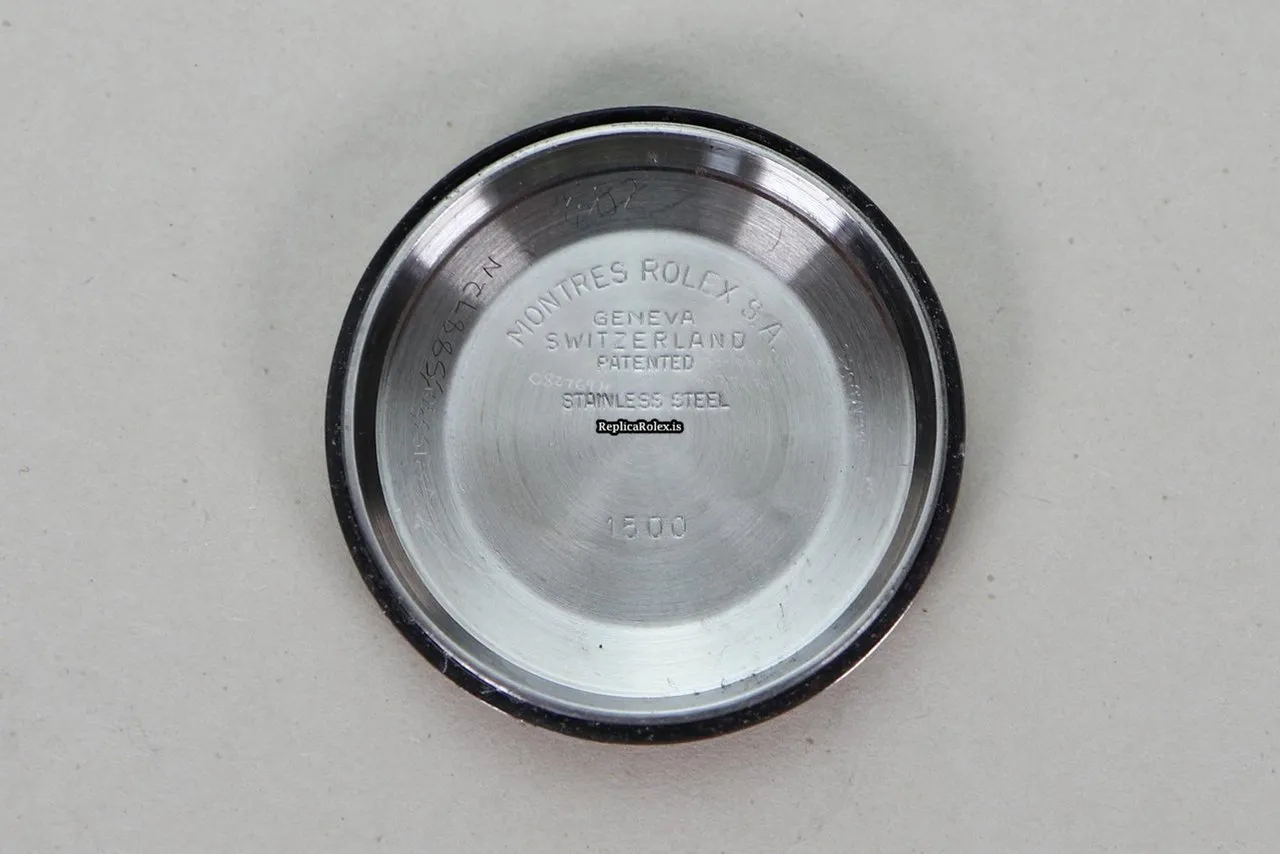 MONTRES ROLEX S.A.
GENEVA
SWITZERLAND
PATENTED
STAINLESS STEEL
ReplicaRolex.is
1500